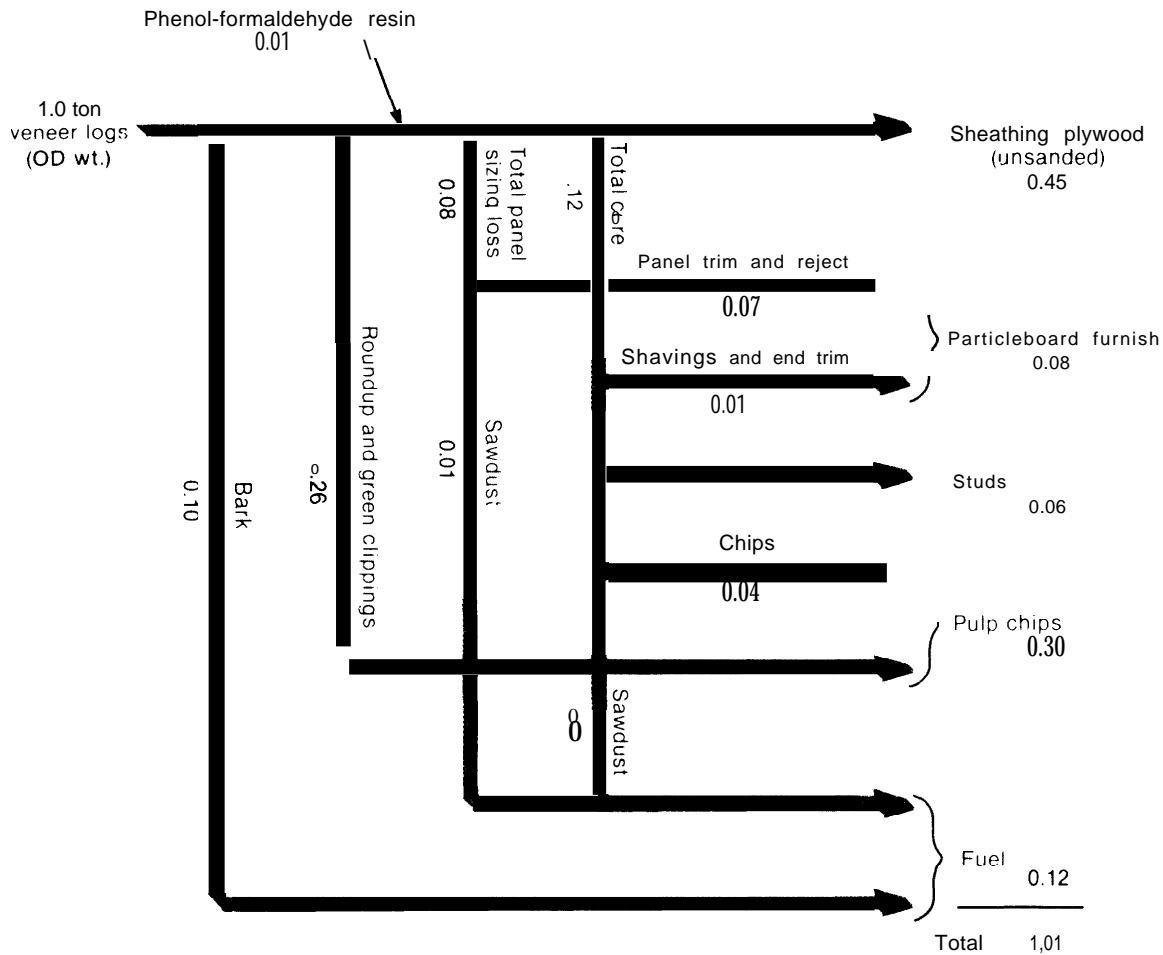 Phenol-formaldehyde resin
0.01
1.0 ton
veneer logs
(OD wt.)
Sheathing plywood
(unsanded)
0.45
Total panel
sizing loss
0.08
Total core
.12
Panel trim and reject
0.07
Particleboard furnish
0.08
Shavings and end trim
0.01
Roundup and green clippings
0.26
Sawdust
0.01
Bark
0.10
Studs
0.06
Chips
0.04
Pulp chips
0.30
Sawdust
Fuel
0.12
Total 1,01